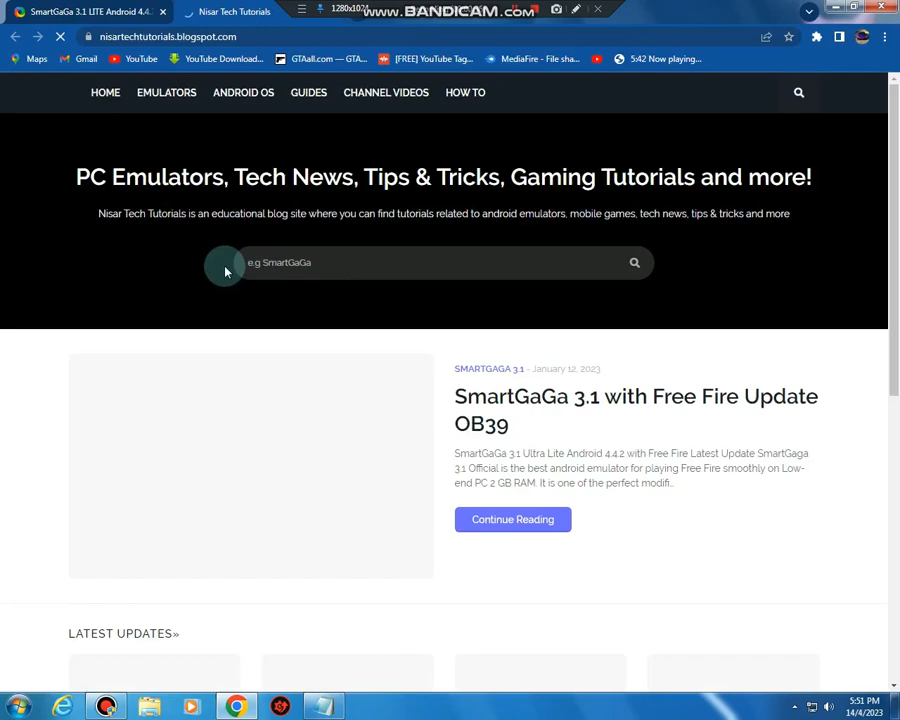 SmartGaGa 3.1 LITE Android 4.4.2
Nisar Tech Tutorials
1280x1024
www.BANDICAM.com
nisartechtutorials.blogspot.com
Maps
Gmail
YouTube
YouTube Download...
GTAall.com — GTA...
[FREE] YouTube Tag...
MediaFire - File sha...
5:42 Now playing...
HOME
EMULATORS
ANDROID OS
GUIDES
CHANNEL VIDEOS
HOW TO
PC Emulators, Tech News, Tips & Tricks, Gaming Tutorials and more!
Nisar Tech Tutorials is an educational blog site where you can find tutorials related to android emulators, mobile games, tech news, tips & tricks and more
e.g SmartGaGa
SMARTGAGA 3.1 - January 12, 2023
SmartGaGa 3.1 with Free Fire Update
OB39
SmartGaGa 3.1 Ultra Lite Android 4.4.2 with Free Fire Latest Update SmartGaga
3.1 Official is the best android emulator for playing Free Fire smoothly on Low-
end PC 2 GB RAM. It is one of the perfect modifi...
Continue Reading
LATEST UPDATES»
5:51 PM
14/4/2023